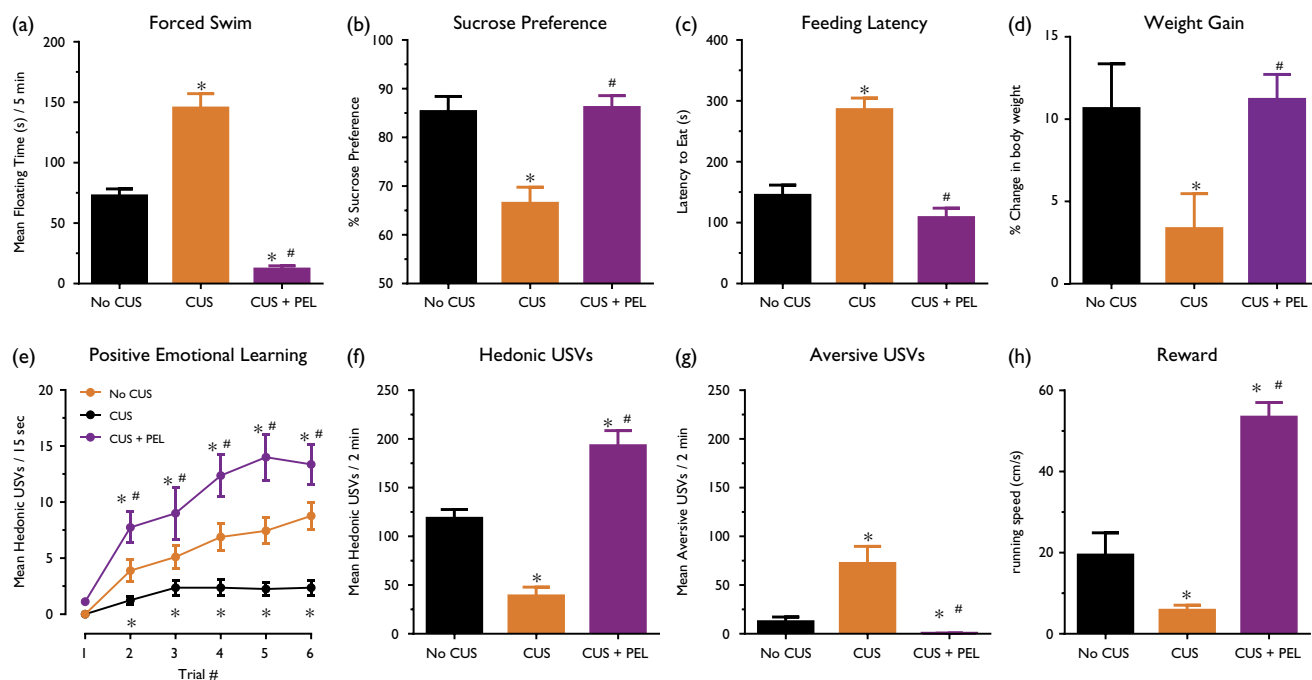 (a) Forced Swim
Mean Floating Time (s) / 5 min
200
150
100
50
0
*
* #
No CUS CUS CUS + PEL
(b) Sucrose Preference
% Sucrose Preference
100
90
80
70
60
50
*
#
No CUS CUS CUS + PEL
(c) Feeding Latency
Latency to Eat (s)
400
300
200
100
0
*
#
No CUS CUS CUS + PEL
(d) Weight Gain
% Change in body weight
15
10
5
0
*
#
No CUS CUS CUS + PEL
(e) Positive Emotional Learning
Mean Hedonic USVs / 15 sec
20
15
10
5
0
No CUS
CUS
CUS + PEL
* # * # * # * # * #
* * * * *
1 2 3 4 5 6
Trial #
(f) Hedonic USVs
Mean Hedonic USVs / 2 min
250
200
150
100
50
0
*
* #
No CUS CUS CUS + PEL
(g) Aversive USVs
Mean Aversive USVs / 2 min
250
200
150
100
50
0
*
* #
No CUS CUS CUS + PEL
(h) Reward
running speed (cm/s)
60
40
20
0
*
* #
No CUS CUS CUS + PEL